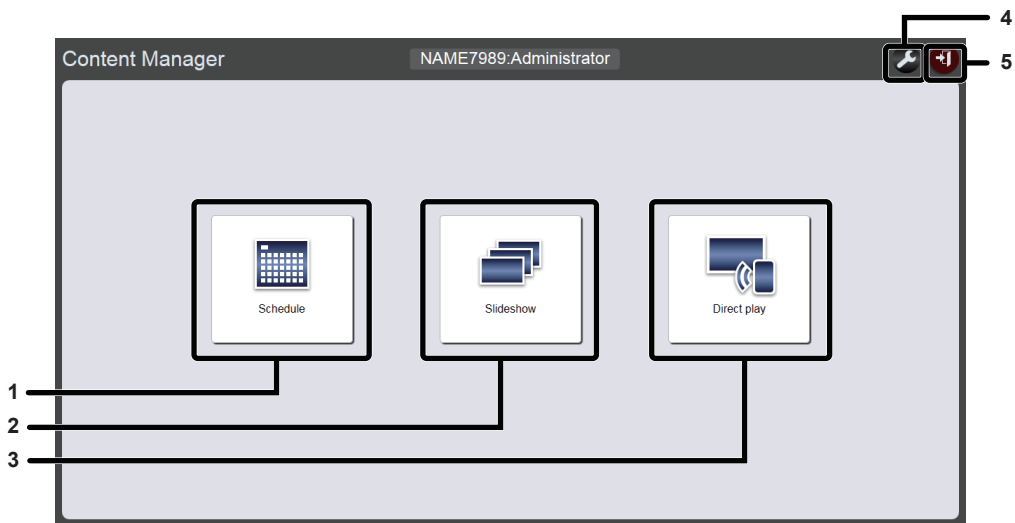 4
Content Manager
NAME7989:Administrator
5
Schedule
Slideshow
Direct play
1
2
3